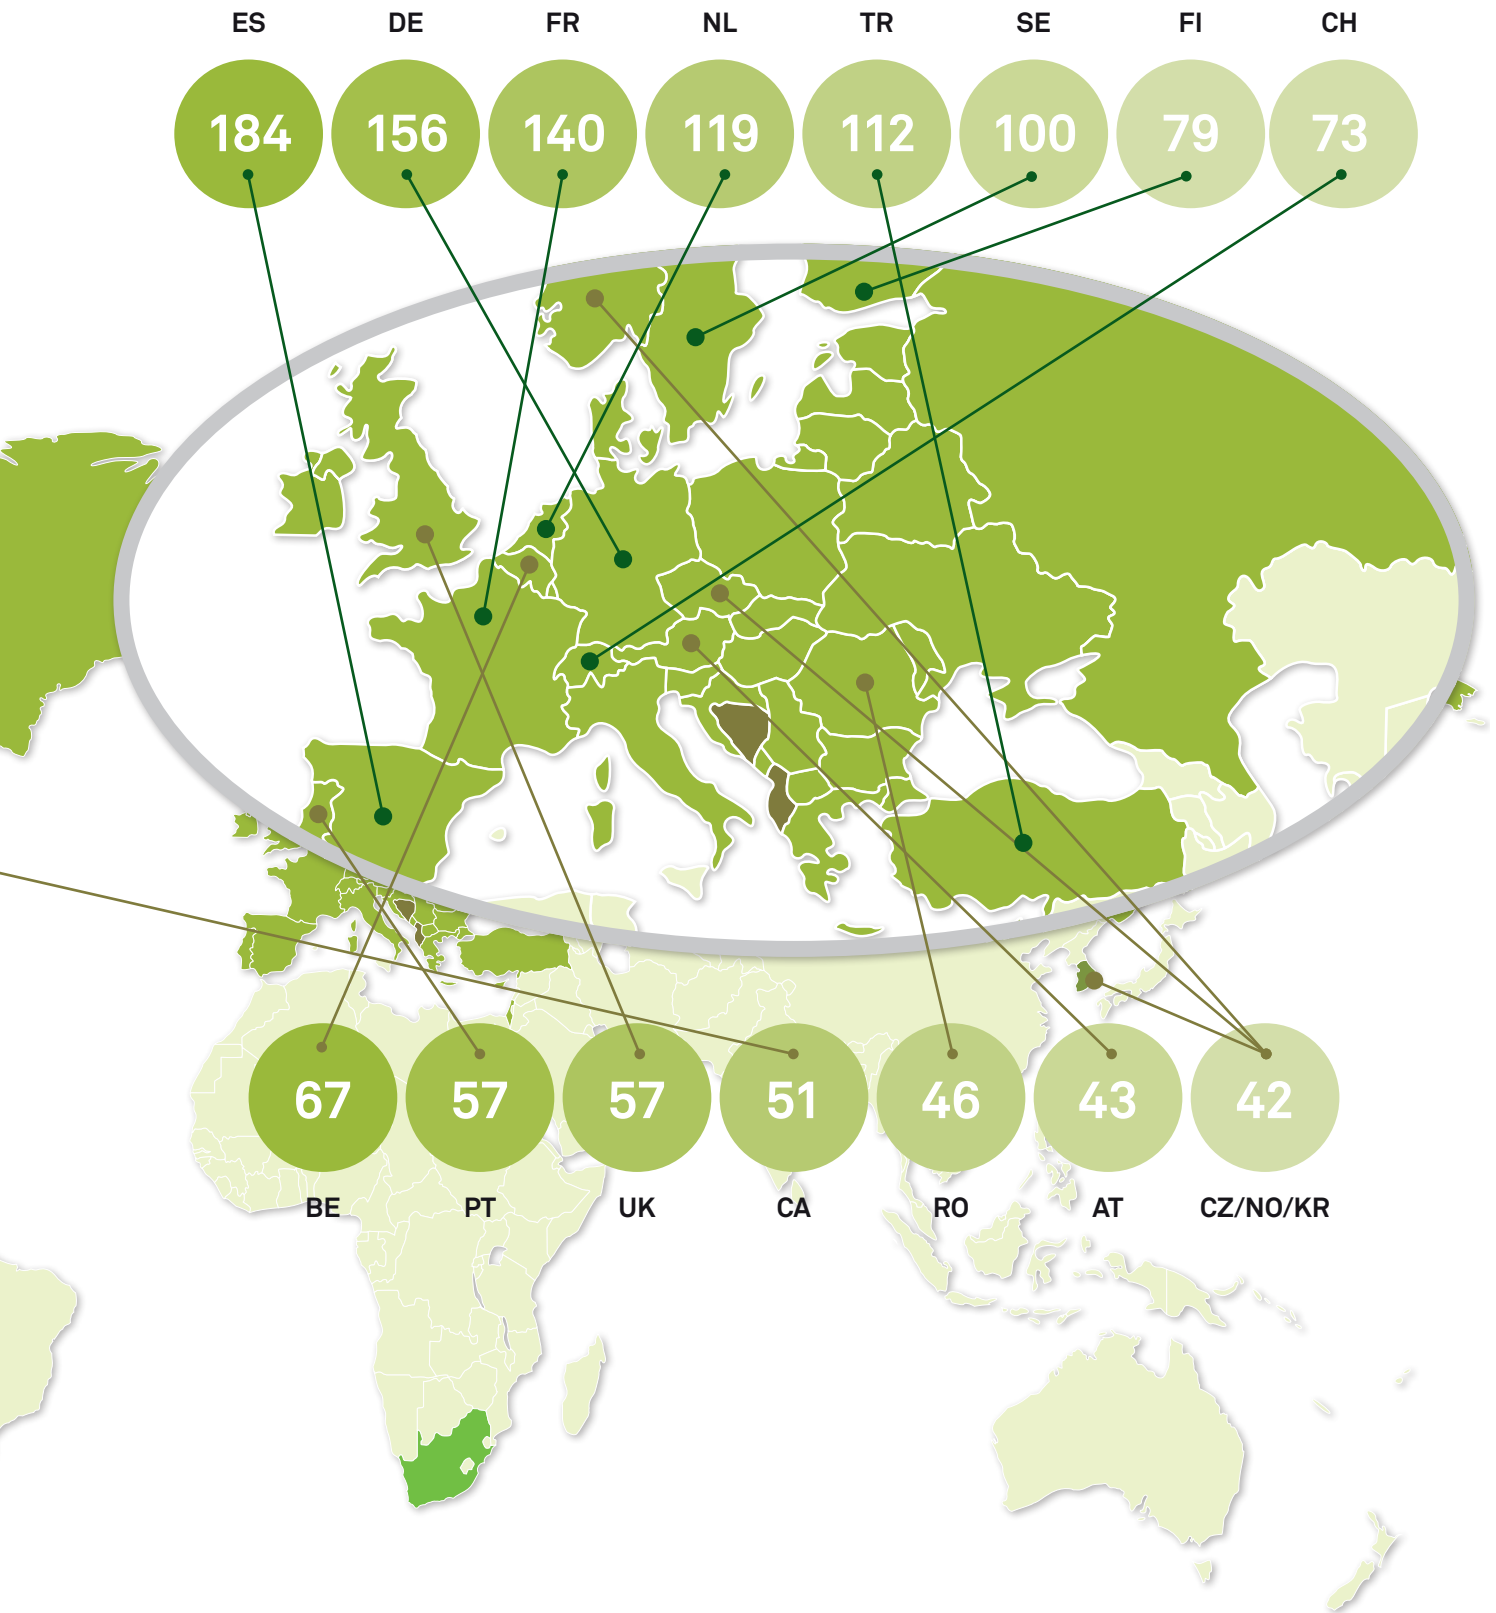 ES DE FR NL TR SE FI CH
184 156 140 119 112 100 79 73
67 57 57 51 46 43 42
BE PT UK CA RO AT CZ/NO/KR